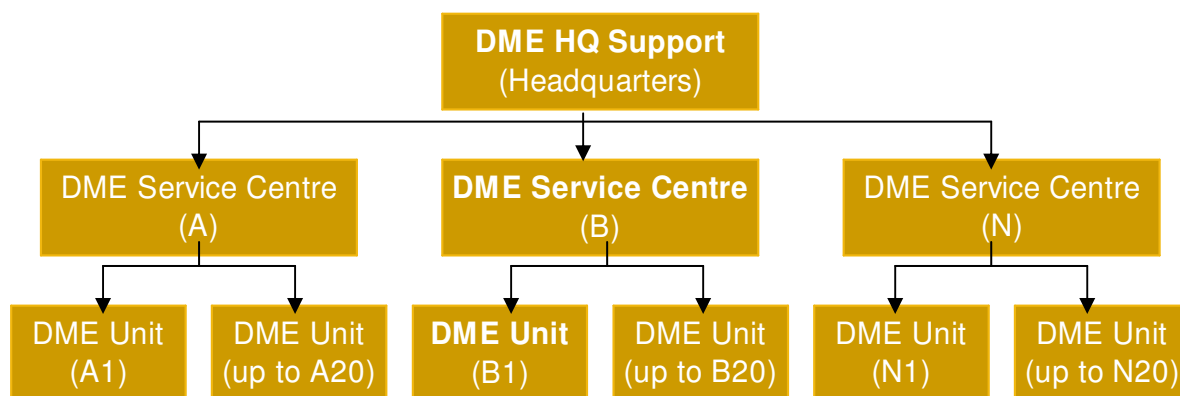 DME HQ Support
(Headquarters)
DME Service Centre
(A)
DME Service Centre
(B)
DME Service Centre
(N)
DME Unit
(A1)
DME Unit
(up to A20)
DME Unit
(B1)
DME Unit
(up to B20)
DME Unit
(N1)
DME Unit
(up to N20)